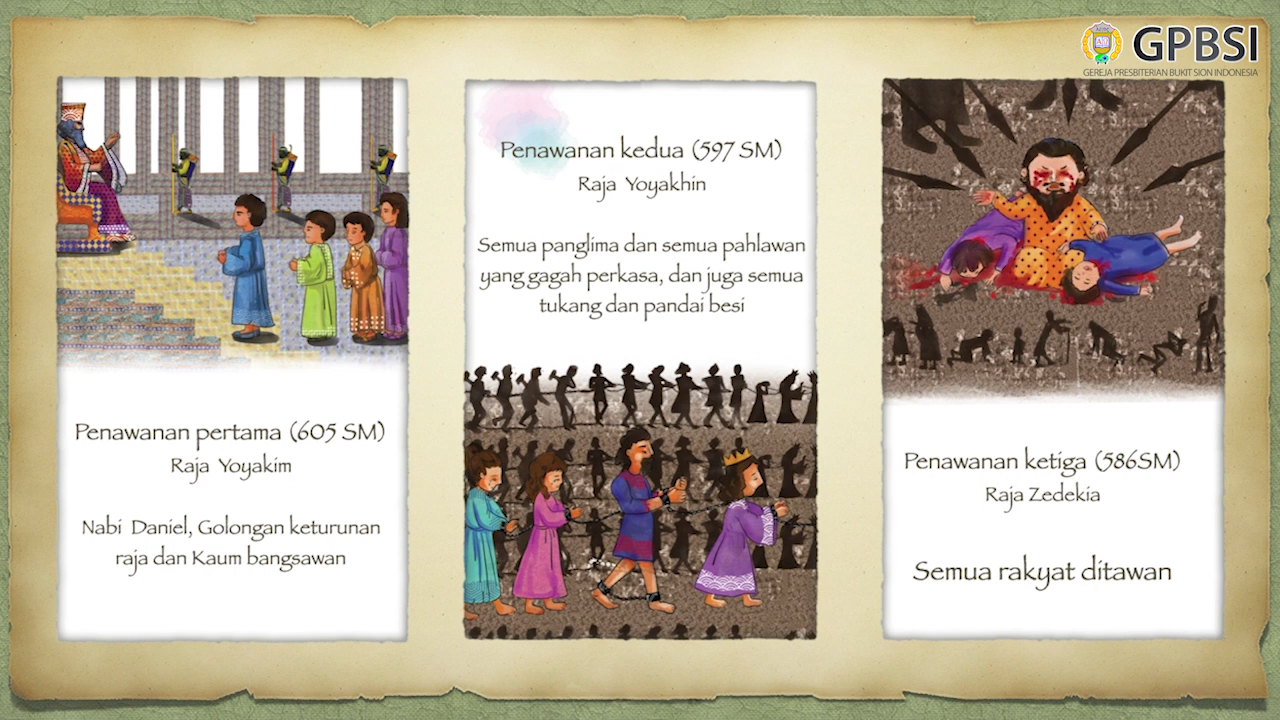 GPBSI
GEREJA PRESBITERIAN BUKIT SION INDONESIA
Penawanan pertama (605 SM)
Raja Yoyakim
Nabi Daniel, Golongan keturunan
raja dan Kaum bangsawan
Penawanan kedua (597 SM)
Raja Yoyakhin
Semua panglima dan semua pahlawan
yang gagah perkasa, dan juga semua
tukang dan pandai besi
Penawanan ketiga (586SM)
Raja Zedekia
Semua rakyat ditawan